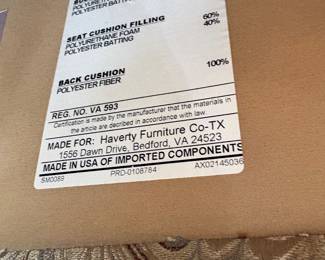 POLYESTER BATTING
SEAT CUSHION FILLING
POLYURETHANE FOAM 60%
POLYESTER BATTING 40%
BACK CUSHION
POLYESTER FIBER 100%
REG. NO. VA 593
Certification is made by the manufacturer that the materials in
the article are decribed in accordance with law.
MADE FOR: Haverty Furniture Co-TX
1556 Dawn Drive, Bedford, VA 24523
MADE IN USA OF IMPORTED COMPONENTS
SM0089 PRD-0108784 AX02145036